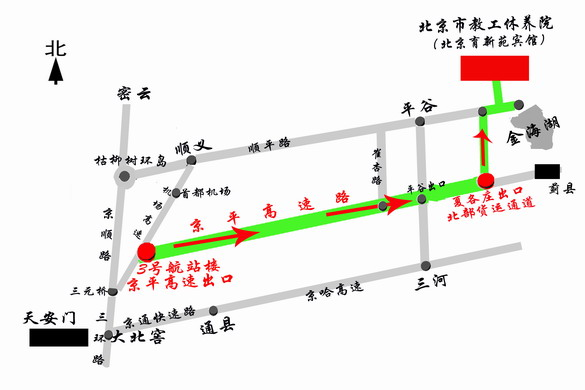 北京市教工休养院
(北京育新苑宾馆)
北
密云
平谷
金海湖
顺义
顺平路
枯柳树环岛
崔杏路
首都机场
机场高速
平谷出口
蓟县
京平高速路
夏各庄出口
北部货运通道
京顺路
3号航站楼
京平高速出口
三元桥
三河
京哈高速
天安门
三环路
京通快速路
通县
大北窑